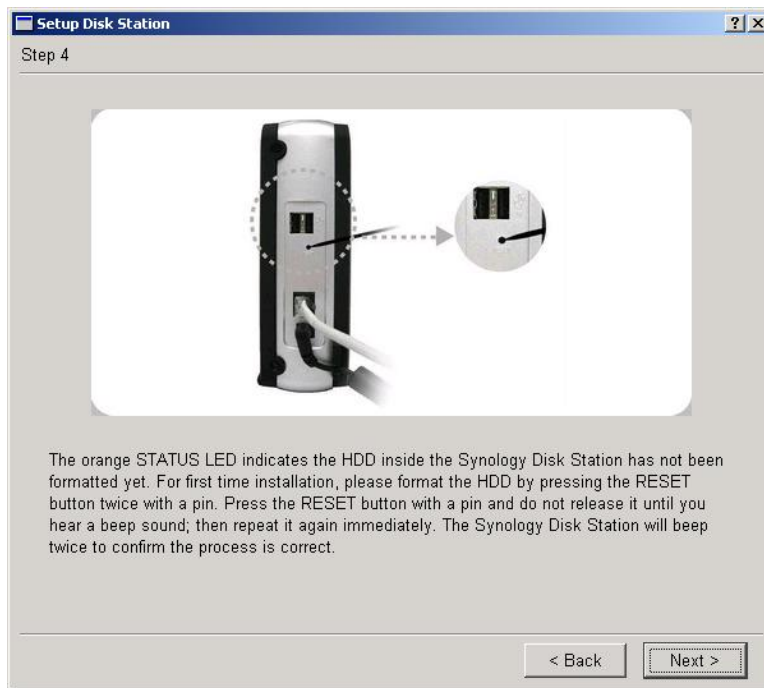 Setup Disk Station
Step 4
The orange STATUS LED indicates the HDD inside the Synology Disk Station has not been
formatted yet. For first time installation, please format the HDD by pressing the RESET
button twice with a pin. Press the RESET button with a pin and do not release it until you
hear a beep sound; then repeat it again immediately. The Synology Disk Station will beep
twice to confirm the process is correct.
< Back
Next >